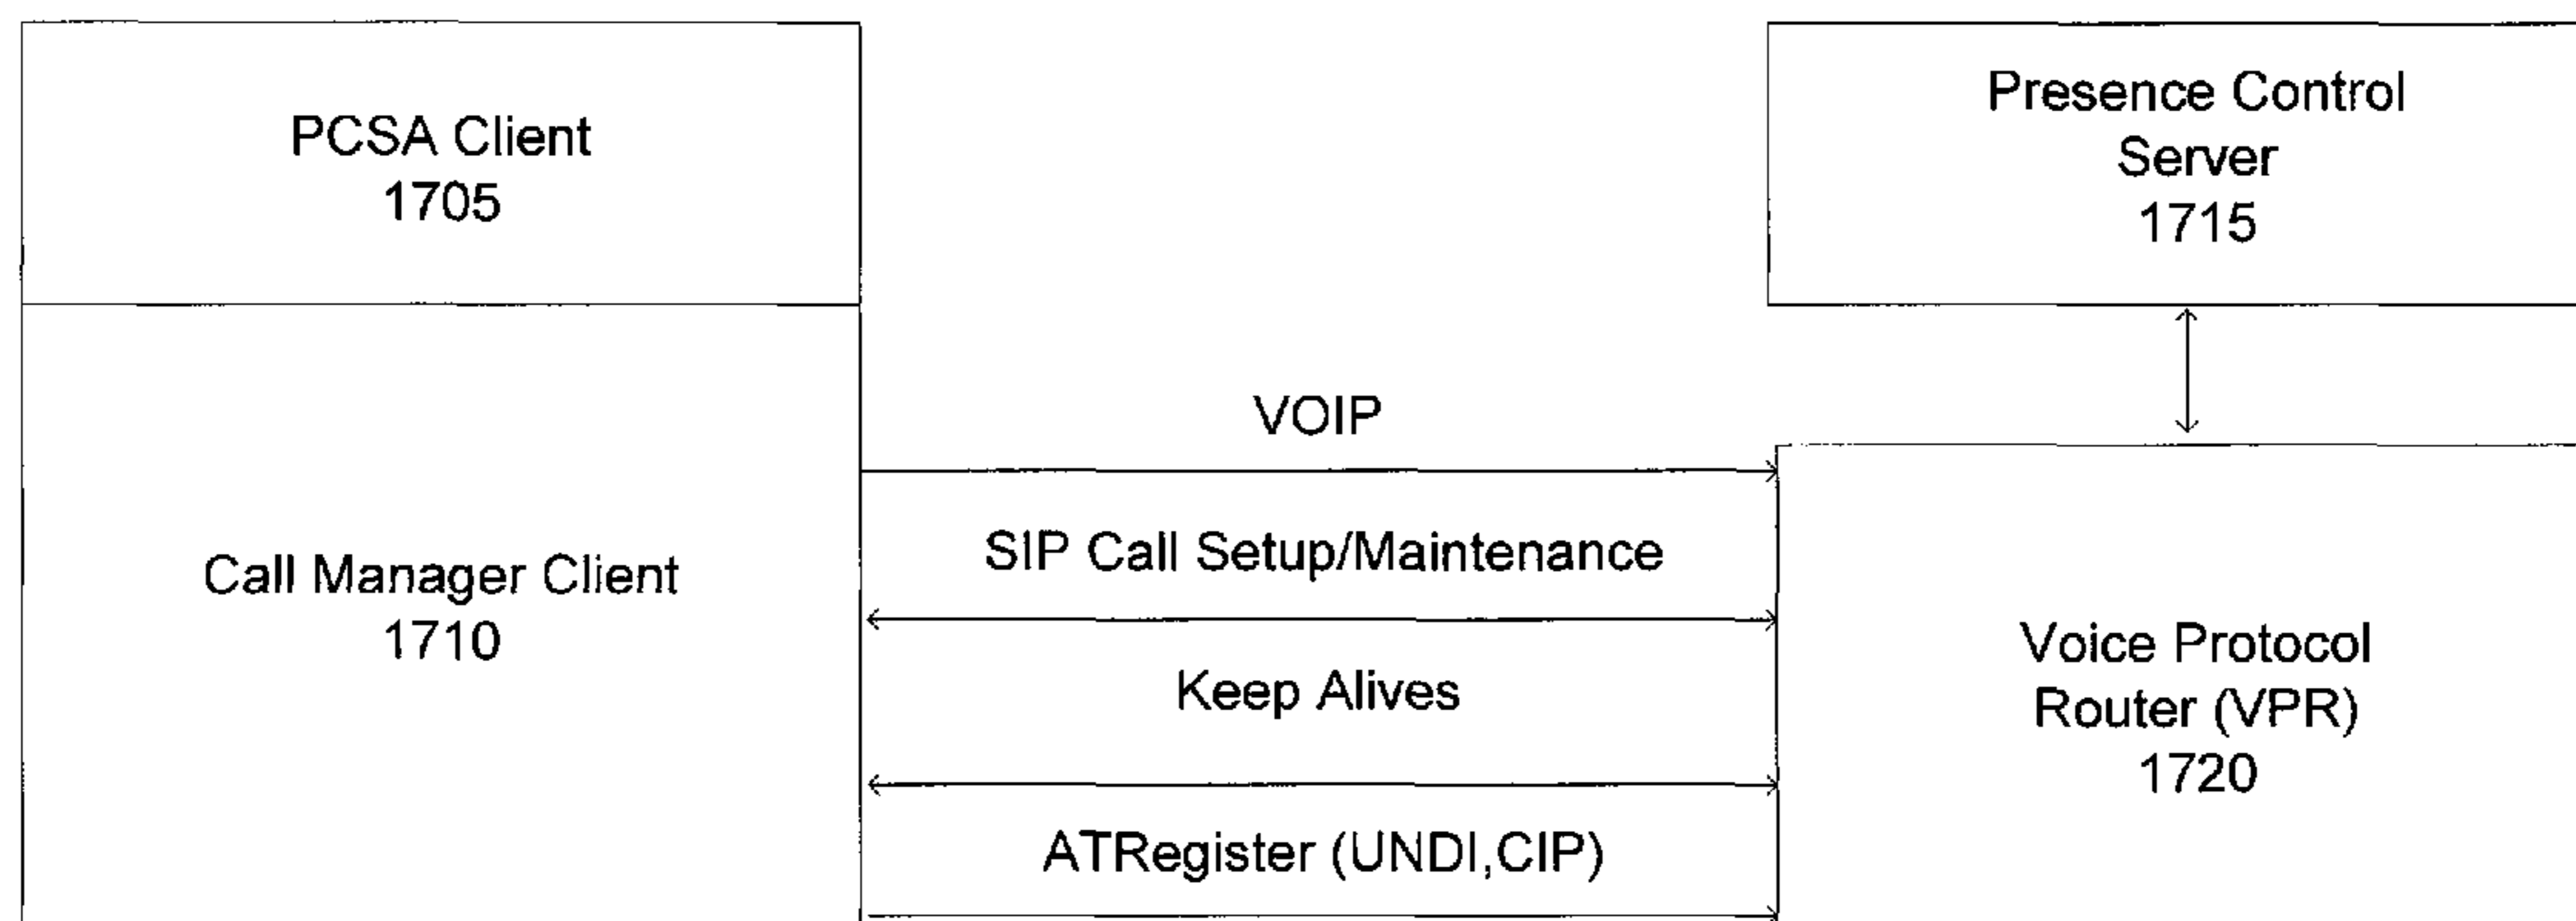 PCSA Client
1705
Presence Control
Server
1715
VOIP
SIP Call Setup/Maintenance
Call Manager Client
1710
Keep Alives
Voice Protocol
Router (VPR)
1720
ATRegister (UNDI,CIP)